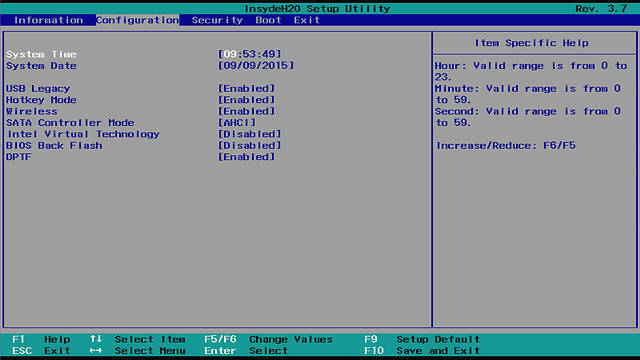 InsydeH2O Setup Utility Rev. 3.7
Information Configuration Security Boot Exit
System Time [09:53:49]
System Date [09/09/2015]
USB Legacy [Enabled]
Hotkey Mode [Enabled]
Wireless [Enabled]
SATA Controller Mode [AHCI]
Intel Virtual Technology [Disabled]
BIOS Back Flash [Disabled]
DPTF [Enabled]
Item Specific Help
Hour: Valid range is from 0 to
23.
Minute: Valid range is from 0
to 59.
Second: Valid range is from 0
to 59.
Increase/Reduce: F6/F5
F1 Help ↑↓ Select Item F5/F6 Change Values F9 Setup Default
ESC Exit ↔ Select Menu Enter Select F10 Save and Exit